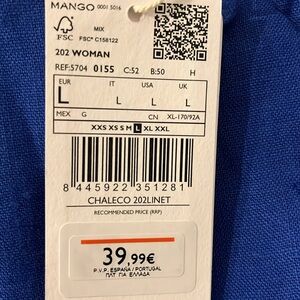 MANGO 0001 5016
FSC
MIX
FSC® C158122
202 WOMAN
REF:5704 0155 C:52 B:50 H
EUR IT USA UK
L L L L
MEX G CN XL-170/92A
XXS XS S M L XL XXL
8 445922 351281
CHALECO 202LINET
RECOMMENDED PRICE (RRP)
39,99€
P.V.P. ESPAÑA / PORTUGAL
ΠΛΤ ΓΙΑ ΕΛΛΑΔΑ